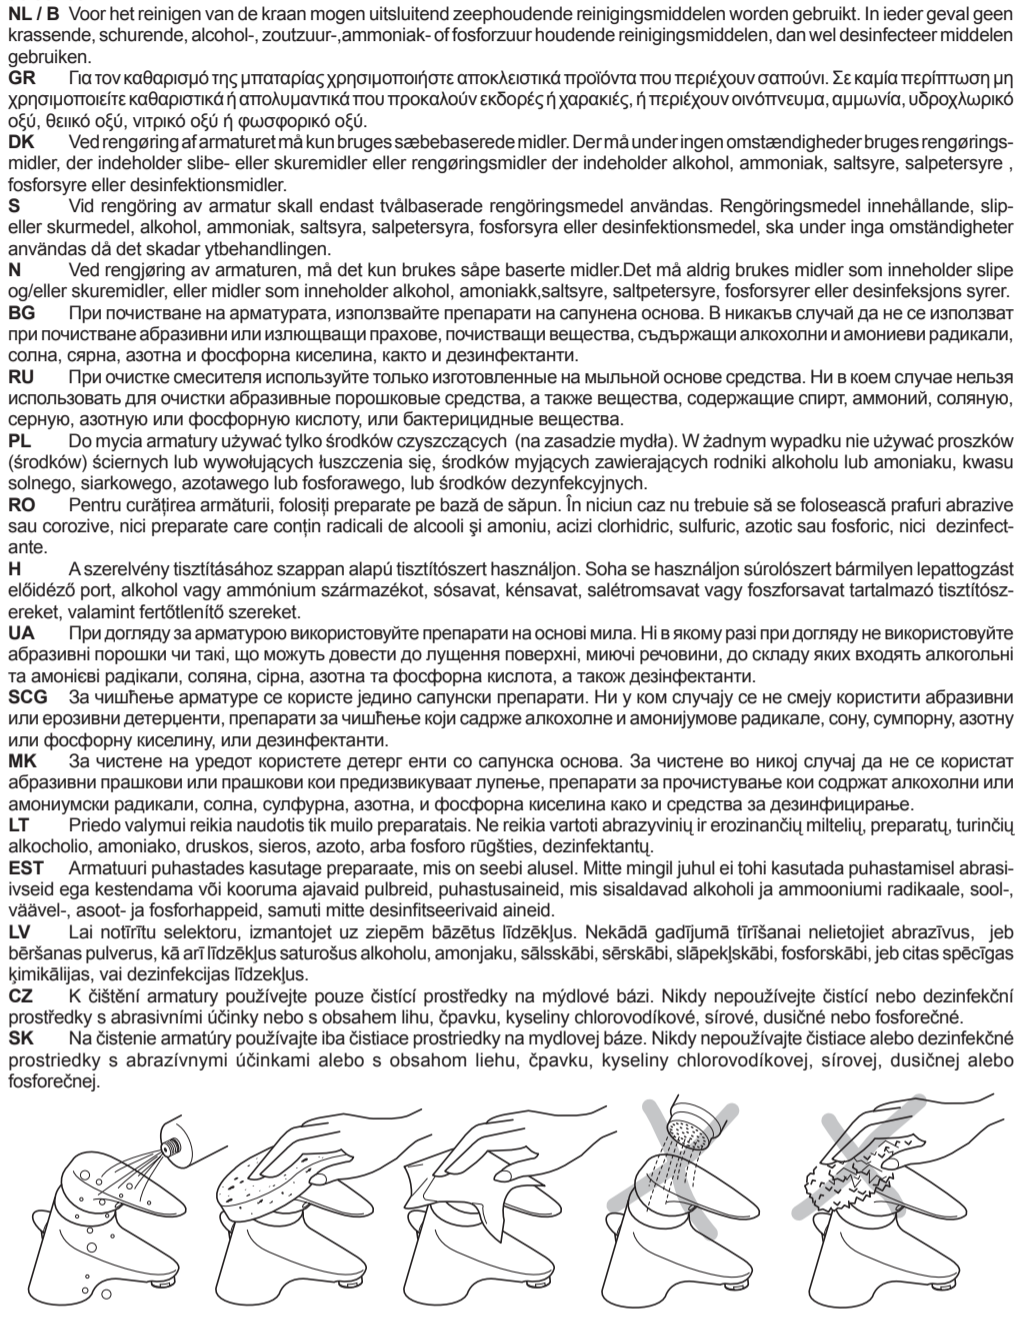 NL / B Voor het reinigen van de kraan mogen uitsluitend zeephoudende reinigingsmiddelen worden gebruikt. In ieder geval geen
krassende, schurende, alcohol-, zoutzuur-,ammoniak- of fosforzuur houdende reinigingsmiddelen, dan wel desinfecteer middelen
gebruiken.
GR Για τον καθαρισμό της μπαταρίας χρησιμοποιήστε αποκλειστικά προϊόντα που περιέχουν σαπούνι. Σε καμία περίπτωση μη
χρησιμοποιείτε καθαριστικά ή απολυμαντικά που προκαλούν εκδορές ή χαρακιές, ή περιέχουν οινόπνευμα, αμμωνία, υδροχλωρικό
οξύ, θειικό οξύ, νιτρικό οξύ ή φωσφορικό οξύ.
DK Ved rengøring af armaturet må kun bruges sæbebaserede midler. Der må under ingen omstændigheder bruges rengørings-
midler, der indeholder slibe- eller skuremidler eller rengøringsmidler der indeholder alkohol, ammoniak, saltsyre, salpetersyre ,
fosforsyre eller desinfektionsmidler.
S Vid rengöring av armatur skall endast tvålbaserade rengöringsmedel användas. Rengöringsmedel innehållande, slip-
eller skurmedel, alkohol, ammoniak, saltsyra, salpetersyra, fosforsyra eller desinfektionsmedel, ska under inga omständigheter
användas då det skadar ytbehandlingen.
N Ved rengjøring av armaturen, må det kun brukes såpe baserte midler.Det må aldrig brukes midler som inneholder slipe
og/eller skuremidler, eller midler som inneholder alkohol, amoniakk,saltsyre, saltpetersyre, fosforsyrer eller desinfeksjons syrer.
BG При почистване на арматурата, използвайте препарати на сапунена основа. В никакъв случай да не се използват
при почистване абразивни или излющващи прахове, почистващи вещества, съдържащи алкохолни и амониеви радикали,
солна, сярна, азотна и фосфорна киселина, както и дезинфектанти.
RU При очистке смесителя используйте только изготовленные на мыльной основе средства. Ни в коем случае нельзя
использовать для очистки абразивные порошковые средства, а также вещества, содержащие спирт, аммоний, соляную,
серную, азотную или фосфорную кислоту, или бактерицидные вещества.
PL Do mycia armatury używać tylko środków czyszczących (na zasadzie mydła). W żadnym wypadku nie używać proszków
(środków) ściernych lub wywołujących łuszczenia się, środków myjących zawierających rodniki alkoholu lub amoniaku, kwasu
solnego, siarkowego, azotawego lub fosforawego, lub środków dezynfekcyjnych.
RO Pentru curățirea armăturii, folosiți preparate pe bază de săpun. În niciun caz nu trebuie să se folosească prafuri abrazive
sau corozive, nici preparate care conțin radicali de alcooli şi amoniu, acizi clorhidric, sulfuric, azotic sau fosforic, nici dezinfect-
ante.
H A szerelvény tisztításához szappan alapú tisztítószert használjon. Soha se használjon súrolószert bármilyen lepattogzást
előidéző port, alkohol vagy ammónium származékot, sósavat, kénsavat, salétromsavat vagy foszforsavat tartalmazó tisztítósz-
ereket, valamint fertőtlenítő szereket.
UA При догляду за арматурою використовуйте препарати на основі мила. Ні в якому разі при догляду не використовуйте
абразивні порошки чи такі, що можуть довести до лущення поверхні, миючі речовини, до складу яких входять алкогольні
та амонієві радікали, соляна, сірна, азотна та фосфорна кислота, а також дезінфектанти.
SCG За чишћење арматуре се користе једино сапунски препарати. Ни у ком случају се не смеју користити абразивни
или ерозивни детерџенти, препарати за чишћење који садрже алкохолне и амонијумове радикале, сону, сумпорну, азотну
или фосфорну киселину, или дезинфектанти.
MK За чистене на уредот користете детерг енти со сапунска основа. За чистене во никој случај да не се користат
абразивни прашкови или прашкови кои предизвикуваат лупење, препарати за прочистување кои содржат алкохолни или
амониумски радикали, солна, сулфурна, азотна, и фосфорна киселина како и средства за дезинфицирање.
LT Priedo valymui reikia naudotis tik muilo preparatais. Ne reikia vartoti abrazyvinių ir erozinančių miltelių, preparatų, turinčių
alkocholio, amoniako, druskos, sieros, azoto, arba fosforo rūgšties, dezinfektantų.
EST Armatuuri puhastades kasutage preparaate, mis on seebi alusel. Mitte mingil juhul ei tohi kasutada puhastamisel abrasi-
ivseid ega kestendama või kooruma ajavaid pulbreid, puhastusaineid, mis sisaldavad alkoholi ja ammooniumi radikaale, sool-,
väävel-, asoot- ja fosforhappeid, samuti mitte desinfitseerivaid aineid.
LV Lai notīrītu selektoru, izmantojet uz ziepēm bāzētus līdzēkļus. Nekādā gadījumā tīrīšanai nelietojiet abrazīvus, jeb
bēršanas pulverus, kā arī līdzēkļus saturošus alkoholu, amonjaku, sālsskābi, sērskābi, slāpekļskābi, fosforskābi, jeb citas spēcīgas
ķimikālijas, vai dezinfekcijas līdzekļus.
CZ K čištění armatury používejte pouze čistící prostředky na mýdlové bázi. Nikdy nepoužívejte čistící nebo dezinfekční
prostředky s abrasivními účinky nebo s obsahem lihu, čpavku, kyseliny chlorovodíkové, sírové, dusičné nebo fosforečné.
SK Na čistenie armatúry používajte iba čistiace prostriedky na mydlovej báze. Nikdy nepoužívajte čistiace alebo dezinfekčné
prostriedky s abrazívnymi účinkami alebo s obsahom liehu, čpavku, kyseliny chlorovodíkovej, sírovej, dusičnej alebo
fosforečnej.